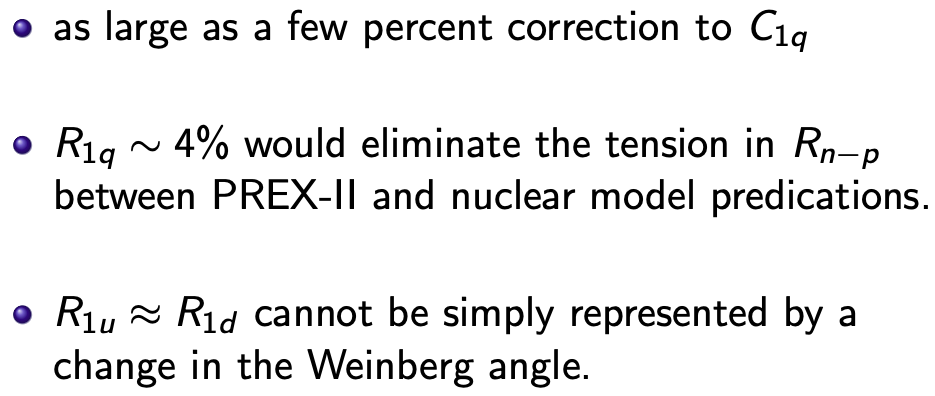 • as large as a few percent correction to C_{1q}
• R_{1q} ∼ 4% would eliminate the tension in R_{n−p}
between PREX-II and nuclear model predications.
• R_{1u} ≈ R_{1d} cannot be simply represented by a
change in the Weinberg angle.